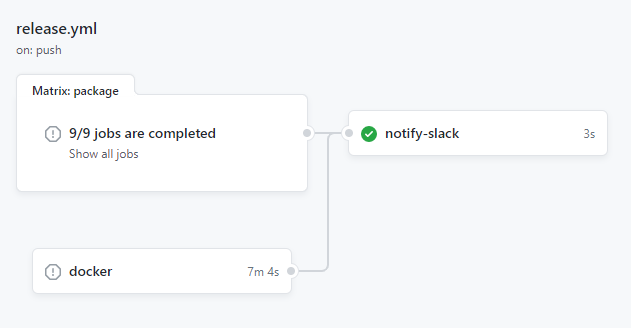 release.yml
on: push
Matrix: package
9/9 jobs are completed
Show all jobs
notify-slack
3s
docker
7m 4s